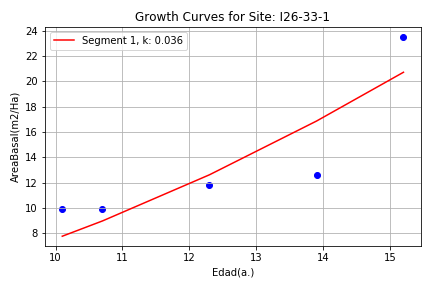 Growth Curves for Site: I26-33-1
Segment 1, k: 0.036
AreaBasal(m2/Ha)
24
22
20
18
16
14
12
10
8
10 11 12 13 14 15
Edad(a.)